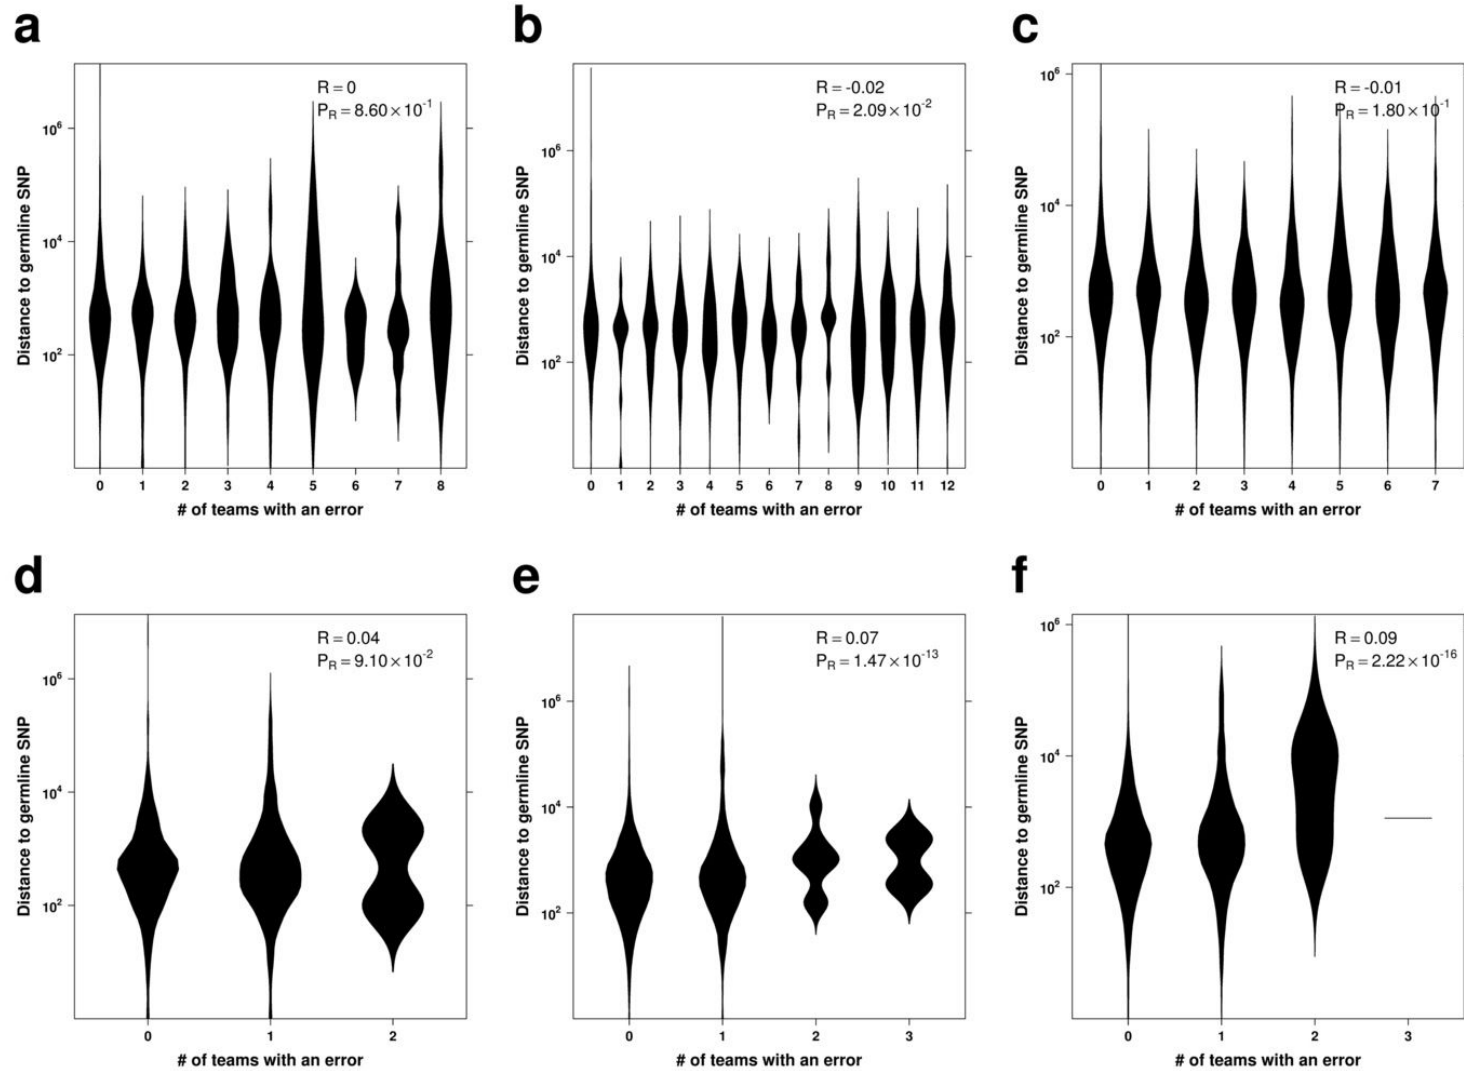 a
R = 0
P_R = 8.60 × 10^-1
10^6
10^4
10^2
Distance to germline SNP
0 1 2 3 4 5 6 7 8
# of teams with an error
b
R = -0.02
P_R = 2.09 × 10^-2
10^6
10^4
10^2
Distance to germline SNP
0 1 2 3 4 5 6 7 8 9 10 11 12
# of teams with an error
c
R = -0.01
P_R = 1.80 × 10^-1
10^6
10^4
10^2
Distance to germline SNP
0 1 2 3 4 5 6 7
# of teams with an error
d
R = 0.04
P_R = 9.10 × 10^-2
10^6
10^4
10^2
Distance to germline SNP
0 1 2
# of teams with an error
e
R = 0.07
P_R = 1.47 × 10^-13
10^6
10^4
10^2
Distance to germline SNP
0 1 2 3
# of teams with an error
f
R = 0.09
P_R = 2.22 × 10^-16
10^6
10^4
10^2
Distance to germline SNP
0 1 2 3
# of teams with an error